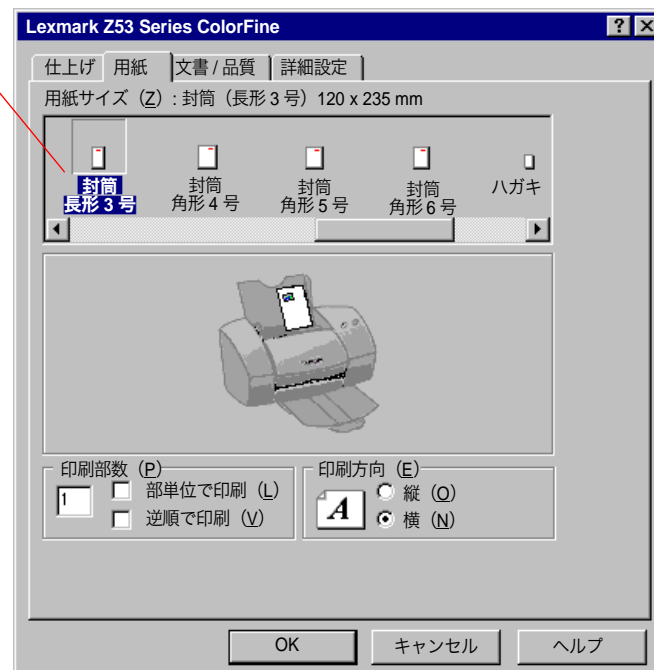 Lexmark Z53 Series ColorFine
仕上げ 用紙 文書 / 品質 詳細設定
用紙サイズ（Z）: 封筒（長形 3 号）120 x 235 mm
封筒 封筒 封筒 封筒 ハガキ
長形 3 号 角形 4 号 角形 5 号 角形 6 号
印刷部数（P） 印刷方向（E）
1 部単位で印刷（L） A 縦（O）
逆順で印刷（V） 横（N）
OK キャンセル ヘルプ